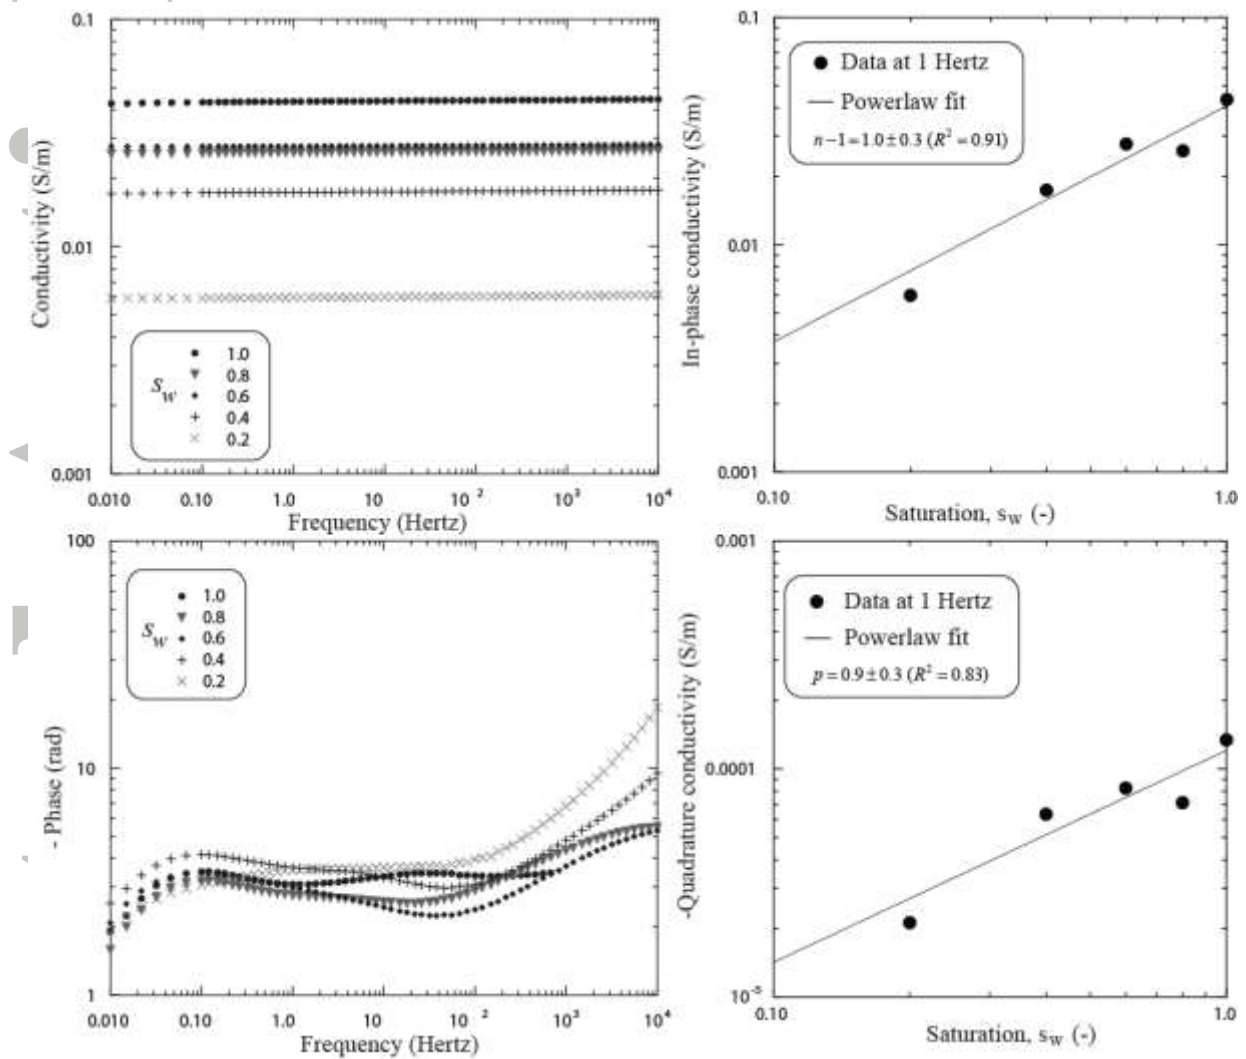 0.1
0.01
0.001
Conductivity (S/m)
s_w
1.0
0.8
0.6
0.4
0.2
0.010 0.10 1.0 10 10² 10³ 10⁴
Frequency (Hertz)
0.1
0.01
0.001
In-phase conductivity (S/m)
Data at 1 Hertz
Powerlaw fit
n−1=1.0±0.3 (R²=0.91)
0.10 1.0
Saturation, s_w (-)
100
10
1
- Phase (rad)
s_w
1.0
0.8
0.6
0.4
0.2
0.010 0.10 1.0 10 10² 10³ 10⁴
Frequency (Hertz)
0.001
0.0001
10⁻⁵
-Quadrature conductivity (S/m)
Data at 1 Hertz
Powerlaw fit
p=0.9±0.3 (R²=0.83)
0.10 1.0
Saturation, s_w (-)